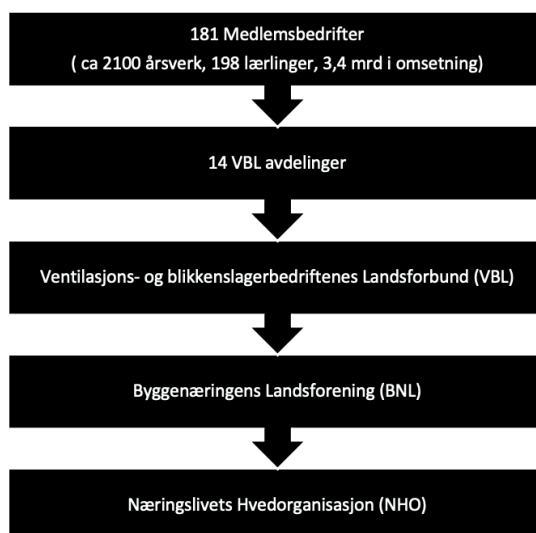 181 Medlemsbedrifter
( ca 2100 årsverk, 198 lærlinger, 3,4 mrd i omsetning)
14 VBL avdelinger
Ventilasjons- og blikkenslagerbedriftenes Landsforbund (VBL)
Byggenæringens Landsforening (BNL)
Næringslivets Hvedorganisasjon (NHO)